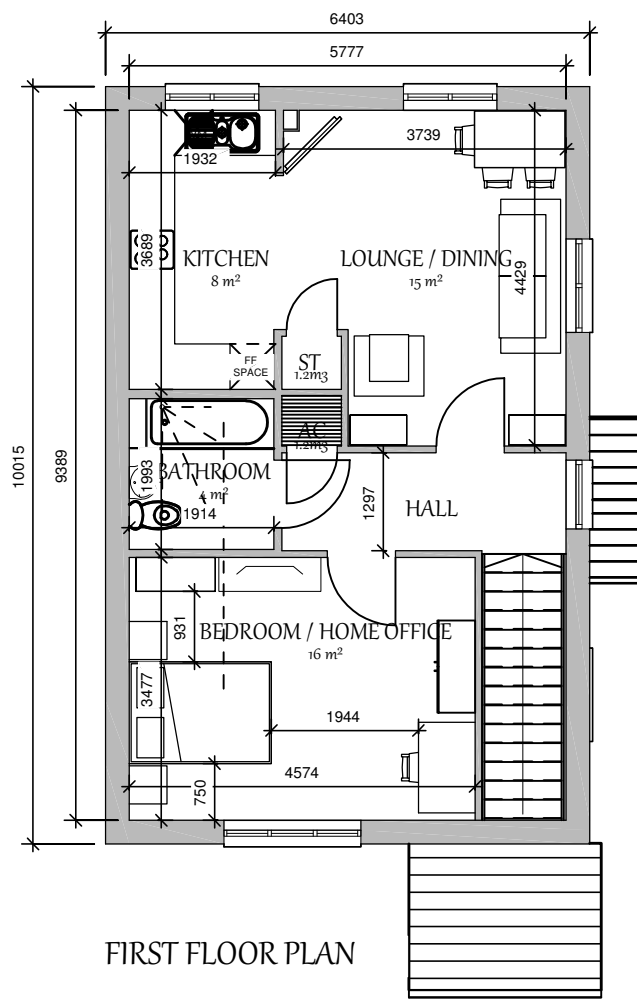 6403
5777
1932
3739
3689
KITCHEN
8 m²
LOUNGE / DINING
15 m²
4429
FF
SPACE
ST
1.2m3
AC
1.2m3
10015
9389
1993
BATHROOM
4 m²
1914
1297
HALL
931
BEDROOM / HOME OFFICE
16 m²
3477
1944
4574
750
FIRST FLOOR PLAN